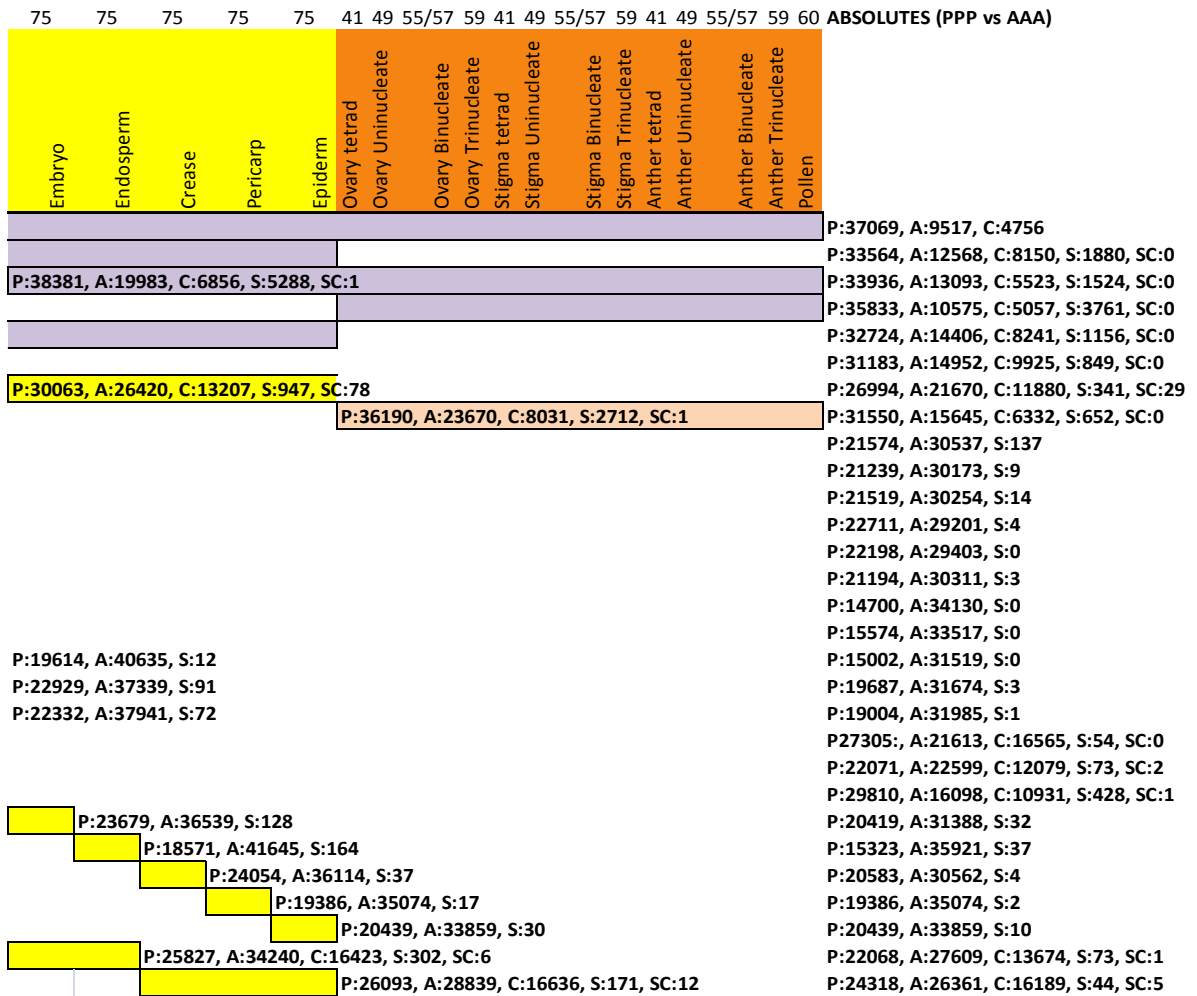 75 75 75 75 75 41 49 55/57 59 41 49 55/57 59 41 49 55/57 59 60 ABSOLUTES (PPP vs AAA)
Embryo
Endosperm
Crease
Pericarp
Epiderm
Ovary tetrad
Ovary Uninucleate
Ovary Binucleate
Ovary Trinucleate
Stigma tetrad
Stigma Uninucleate
Stigma Binucleate
Stigma Trinucleate
Anther tetrad
Anther Uninucleate
Anther Binucleate
Anther Trinucleate
Pollen
P:37069, A:9517, C:4756
P:33564, A:12568, C:8150, S:1880, SC:0
P:38381, A:19983, C:6856, S:5288, SC:1 P:33936, A:13093, C:5523, S:1524, SC:0
P:35833, A:10575, C:5057, S:3761, SC:0
P:32724, A:14406, C:8241, S:1156, SC:0
P:31183, A:14952, C:9925, S:849, SC:0
P:30063, A:26420, C:13207, S:947, SC:78 P:26994, A:21670, C:11880, S:341, SC:29
P:36190, A:23670, C:8031, S:2712, SC:1 P:31550, A:15645, C:6332, S:652, SC:0
P:21574, A:30537, S:137
P:21239, A:30173, S:9
P:21519, A:30254, S:14
P:22711, A:29201, S:4
P:22198, A:29403, S:0
P:21194, A:30311, S:3
P:14700, A:34130, S:0
P:15574, A:33517, S:0
P:19614, A:40635, S:12 P:15002, A:31519, S:0
P:22929, A:37339, S:91 P:19687, A:31674, S:3
P:22332, A:37941, S:72 P:19004, A:31985, S:1
P27305:, A:21613, C:16565, S:54, SC:0
P:22071, A:22599, C:12079, S:73, SC:2
P:29810, A:16098, C:10931, S:428, SC:1
P:23679, A:36539, S:128 P:20419, A:31388, S:32
P:18571, A:41645, S:164 P:15323, A:35921, S:37
P:24054, A:36114, S:37 P:20583, A:30562, S:4
P:19386, A:35074, S:17 P:19386, A:35074, S:2
P:20439, A:33859, S:30 P:20439, A:33859, S:10
P:25827, A:34240, C:16423, S:302, SC:6 P:22068, A:27609, C:13674, S:73, SC:1
P:26093, A:28839, C:16636, S:171, SC:12 P:24318, A:26361, C:16189, S:44, SC:5